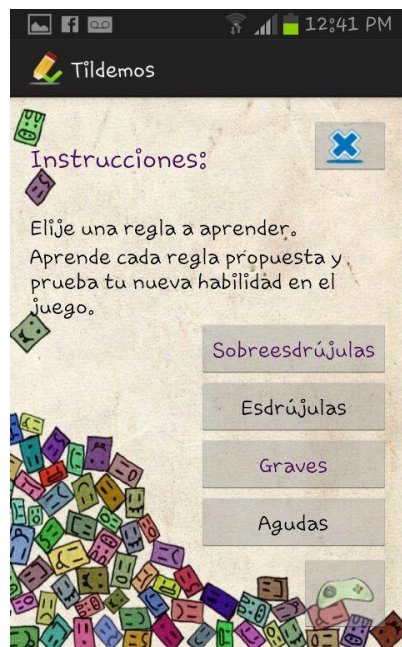 12:41 PM
Tildemos
Instrucciones:
Elije una regla a aprender.
Aprende cada regla propuesta y
prueba tu nueva habilidad en el
juego.
Sobreesdrújulas
Esdrújulas
Graves
Agudas